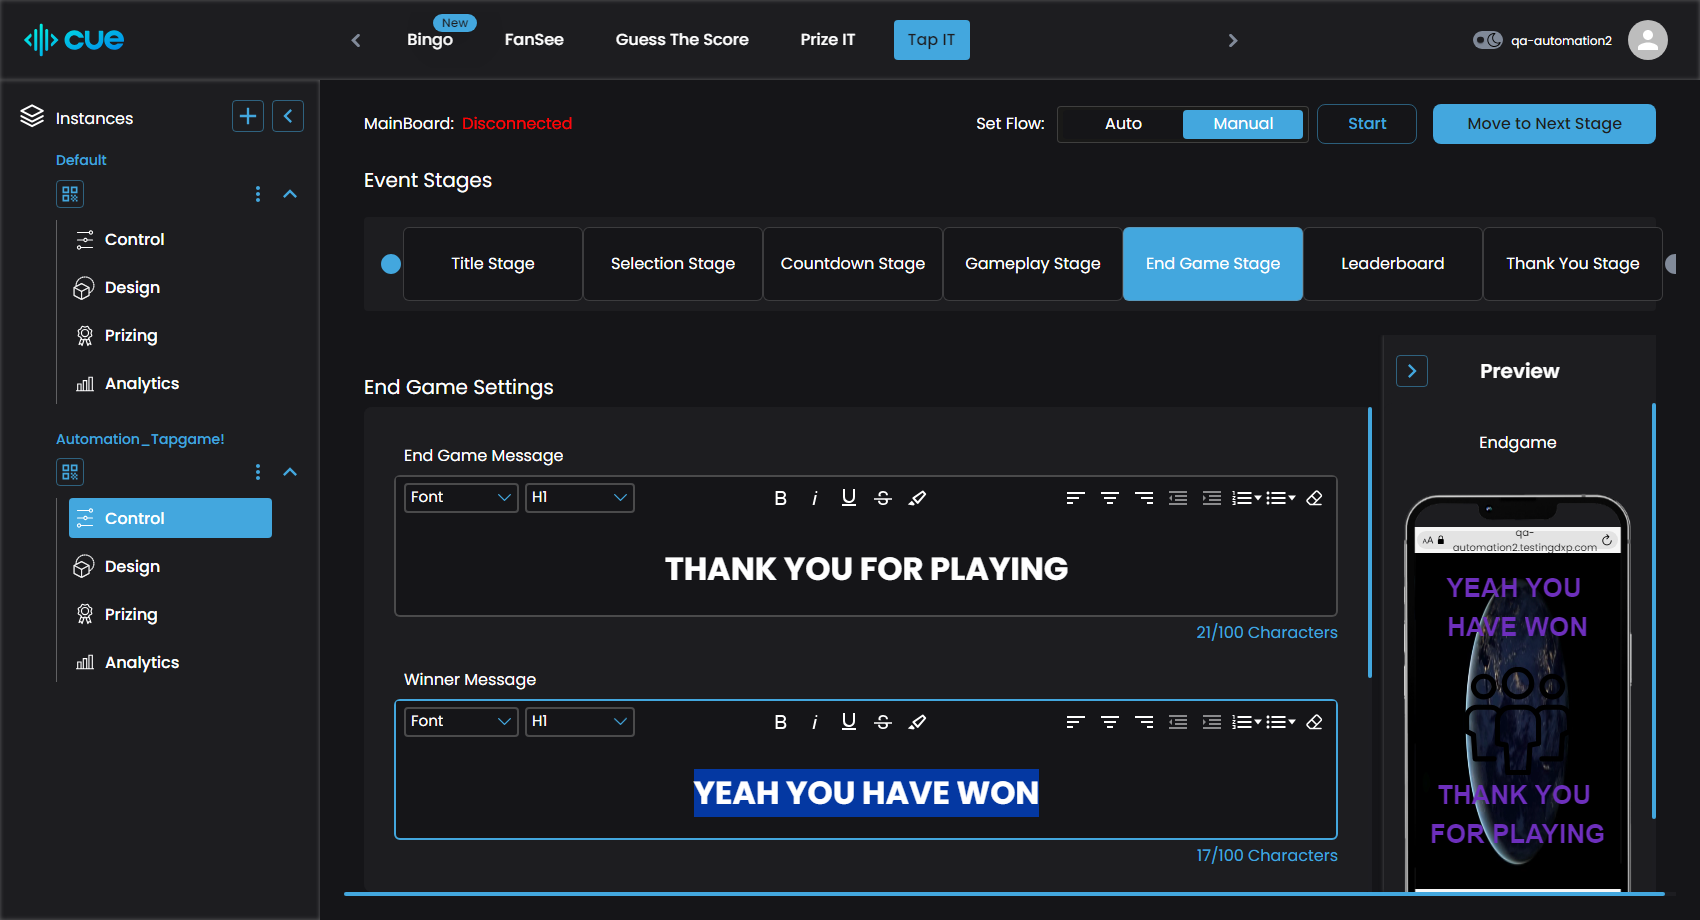 cue
New
Bingo
FanSee
Guess The Score
Prize IT
Tap IT
qa-automation2
Instances
MainBoard: Disconnected
Set Flow:
Auto
Manual
Start
Move to Next Stage
Default
Control
Design
Prizing
Analytics
Automation_Tapgame!
Control
Design
Prizing
Analytics
Event Stages
Title Stage
Selection Stage
Countdown Stage
Gameplay Stage
End Game Stage
Leaderboard
Thank You Stage
End Game Settings
End Game Message
Font
H1
B i U S
THANK YOU FOR PLAYING
21/100 Characters
Winner Message
Font
H1
B i U S
YEAH YOU HAVE WON
17/100 Characters
Preview
Endgame
AA
qa-
automation2.testingdxp.com
YEAH YOU
HAVE WON
THANK YOU
FOR PLAYING